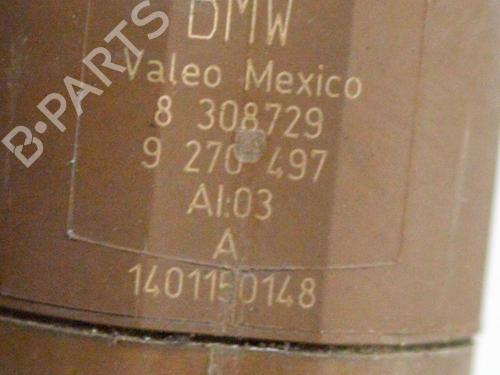 BMW
Valeo Mexico
8 308729
9 270 497
AI:03
A
1401150148
B-PARTS